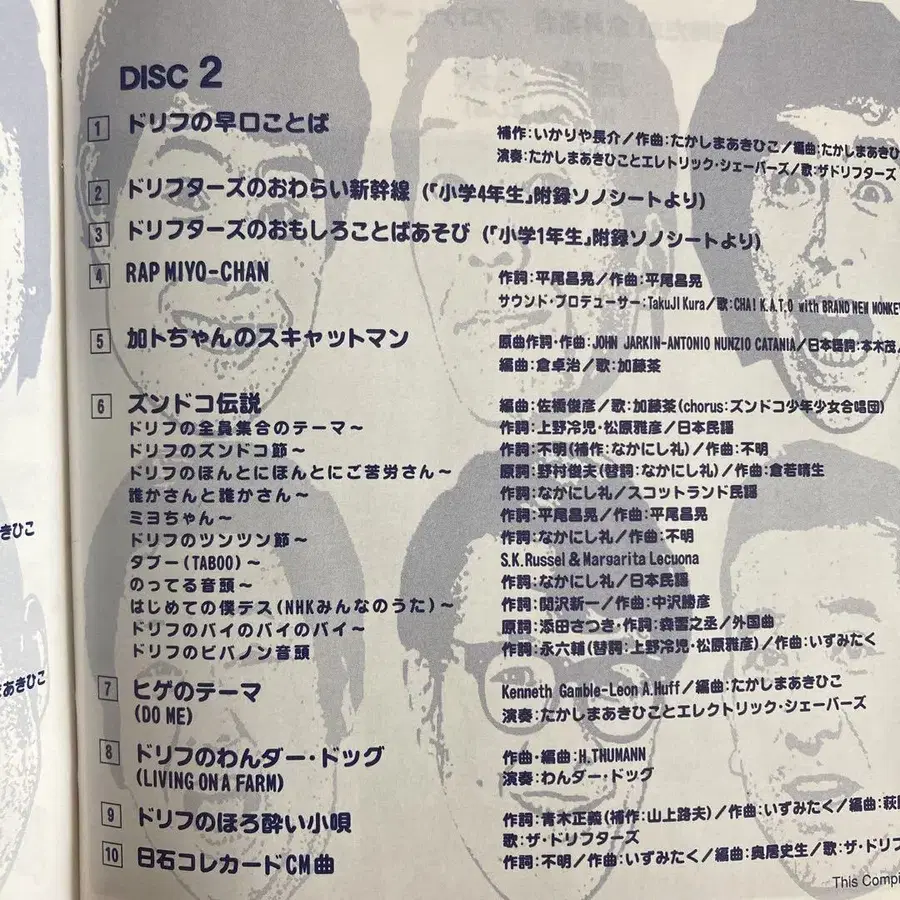 DISC 2
1 ドリフの早口ことば
補作:いかりや長介/作曲:たかしまあきひこ/編曲:たかしまあきひ
演奏:たかしまあきひことエレトリック・シェーバーズ/歌:ザドリフターズ
2 ドリフターズのおわらい新幹線 (「小学4年生」附録ソノシートより)
3 ドリフターズのおもしろことばあそび (「小学1年生」附録ソノシートより)
4 RAP MIYO-CHAN
作詞:平尾昌晃/作曲:平尾昌晃
サウンド・プロデューサー:TakuJI Kura/歌:CHA! K.A.T.O with BRAND NEW MONKEY
5 加トちゃんのスキャットマン
原曲作詞・作曲:JOHN JARKIN-ANTONIO NUNZIO CATANIA/日本語詞:本木茂/
編曲:倉卓治/歌:加藤茶
6 ズンドコ伝説
編曲:佐橋俊彦/歌:加藤茶(chorus:ズンドコ少年少女合唱団)
ドリフの全員集合のテーマ~
作詞:上野冷児・松原雅彦/日本民謡
ドリフのズンドコ節~
作詞:不明(補作:なかにし礼)/作曲:不明
ドリフのほんとにほんとにご苦労さん~
原詞:野村俊夫(替詞:なかにし礼)/作曲:倉若晴生
誰かさんと誰かさん~
作詞:なかにし礼/スコットランド民謡
ミヨちゃん~
作詞:平尾昌晃/作曲:平尾昌晃
ドリフのツンツン節~
作詞:なかにし礼/作曲:不明
タブー(TABOO)~
S.K.Russel & Margarita Lecuona
のってる音頭~
作詞:なかにし礼/日本民謡
はじめての僕デス(NHKみんなのうた)~
作詞:関沢新一/作曲:中沢勝彦
ドリフのバイのバイのバイ~
原詞:添田さつき・作詞:森雪之丞/外国曲
ドリフのビバノン音頭
作詞:永六輔(替詞:上野冷児・松原雅彦)/作曲:いずみたく
7 ヒゲのテーマ
(DO ME)
Kenneth Gamble-Leon A.Huff/編曲:たかしまあきひこ
演奏:たかしまあきひことエレクトリック・シェーバーズ
8 ドリフのわんダー・ドッグ
(LIVING ON A FARM)
作曲・編曲:H.THUMANN
演奏:わんダー・ドッグ
9 ドリフのほろ酔い小唄
作詞:青木正義(補作:山上路夫)/作曲:いずみたく/編曲:萩
歌:ザ・ドリフターズ
10 日石コレカードCM曲
作詞:不明/作曲:いずみたく/編曲:奥居史生/歌:ザ・ドリフ
This Compi
きひこ
まあきひこ